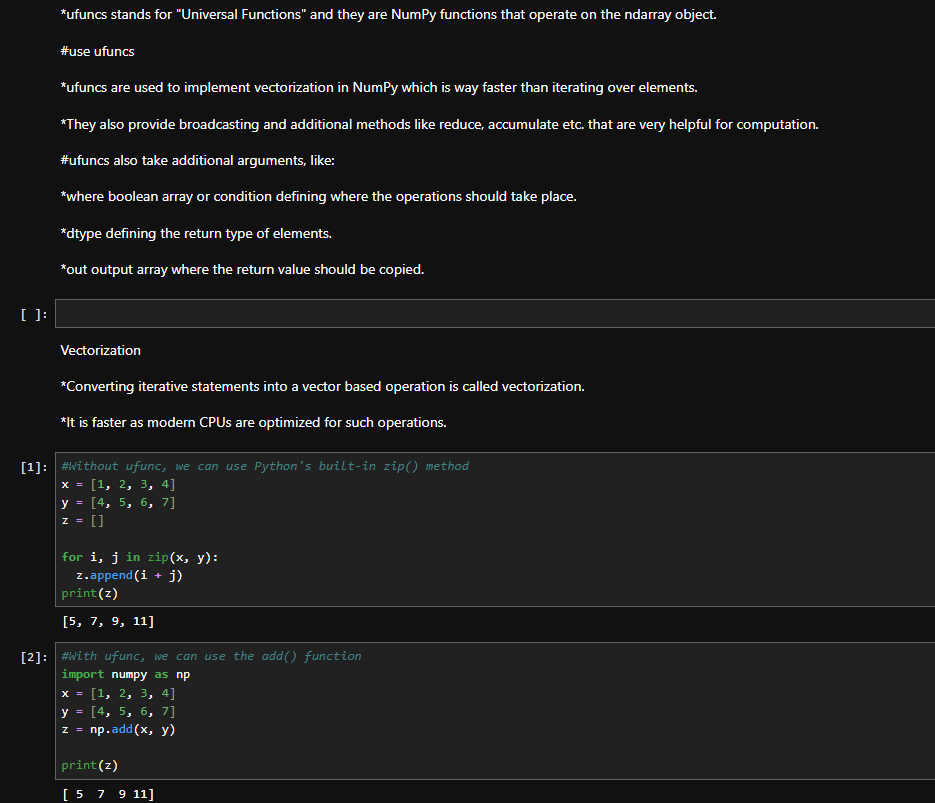 *ufuncs stands for "Universal Functions" and they are NumPy functions that operate on the ndarray object.
#use ufuncs
*ufuncs are used to implement vectorization in NumPy which is way faster than iterating over elements.
*They also provide broadcasting and additional methods like reduce, accumulate etc. that are very helpful for computation.
#ufuncs also take additional arguments, like:
*where boolean array or condition defining where the operations should take place.
*dtype defining the return type of elements.
*out output array where the return value should be copied.
[ ]:
Vectorization
*Converting iterative statements into a vector based operation is called vectorization.
*It is faster as modern CPUs are optimized for such operations.
[1]: #Without ufunc, we can use Python's built-in zip() method
x = [1, 2, 3, 4]
y = [4, 5, 6, 7]
z = []
for i, j in zip(x, y):
  z.append(i + j)
print(z)
[5, 7, 9, 11]
[2]: #With ufunc, we can use the add() function
import numpy as np
x = [1, 2, 3, 4]
y = [4, 5, 6, 7]
z = np.add(x, y)
print(z)
[ 5  7  9 11]